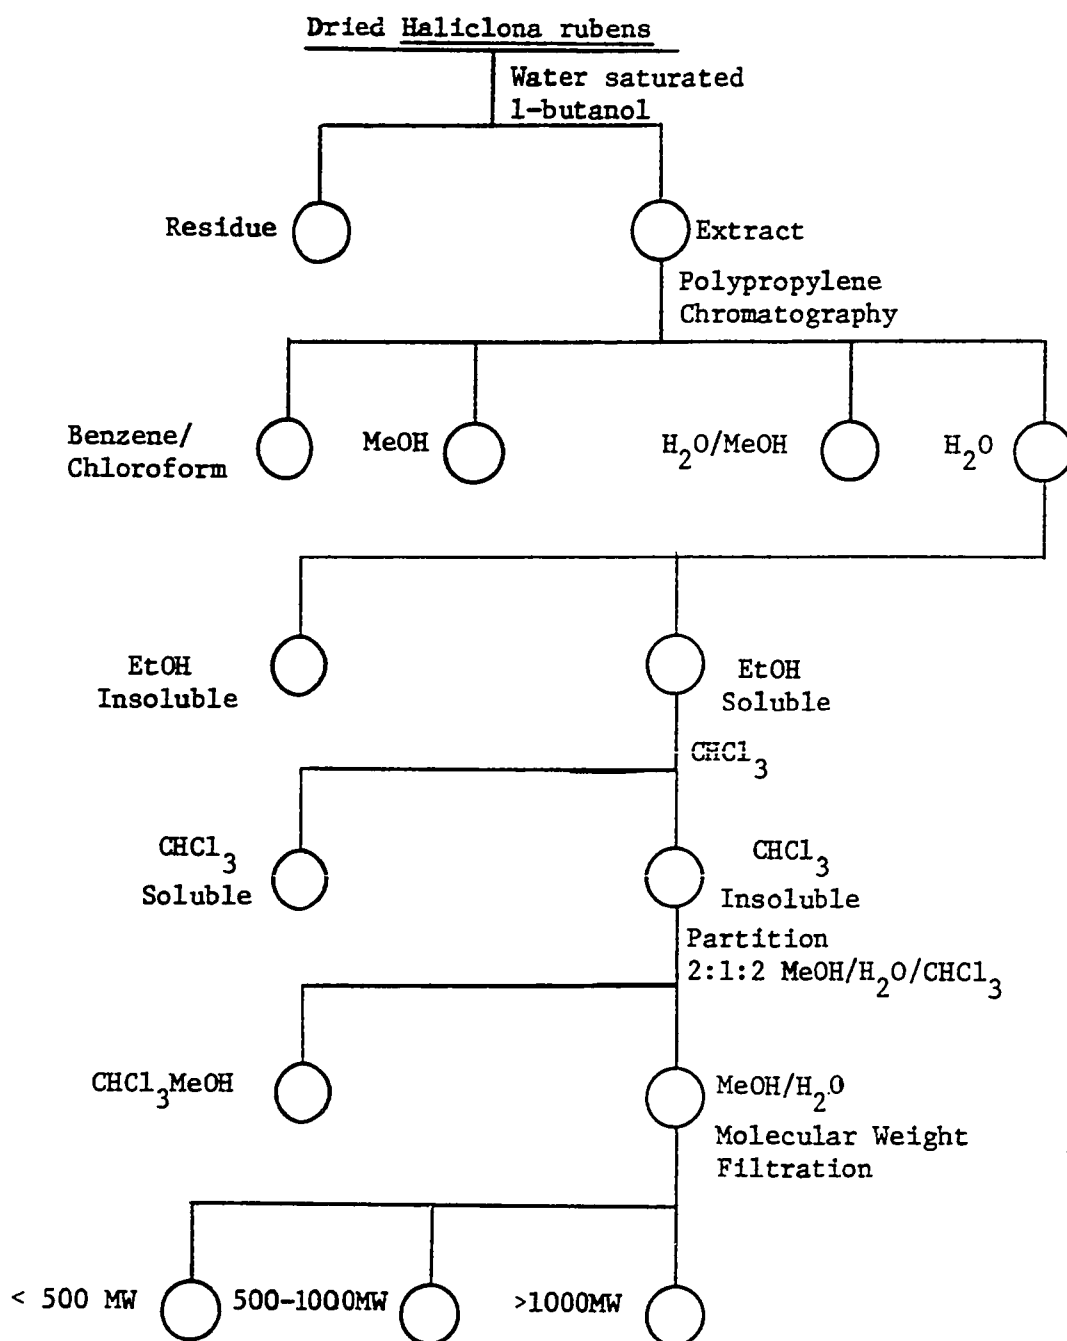 Dried Haliclona rubens
Water saturated
1-butanol
Residue
Extract
Polypropylene
Chromatography
Benzene/
Chloroform
MeOH
H2O/MeOH
H2O
EtOH
Insoluble
EtOH
Soluble
CHCl3
CHCl3
Soluble
CHCl3
Insoluble
Partition
2:1:2 MeOH/H2O/CHCl3
CHCl3MeOH
MeOH/H2O
Molecular Weight
Filtration
< 500 MW
500-1000MW
>1000MW